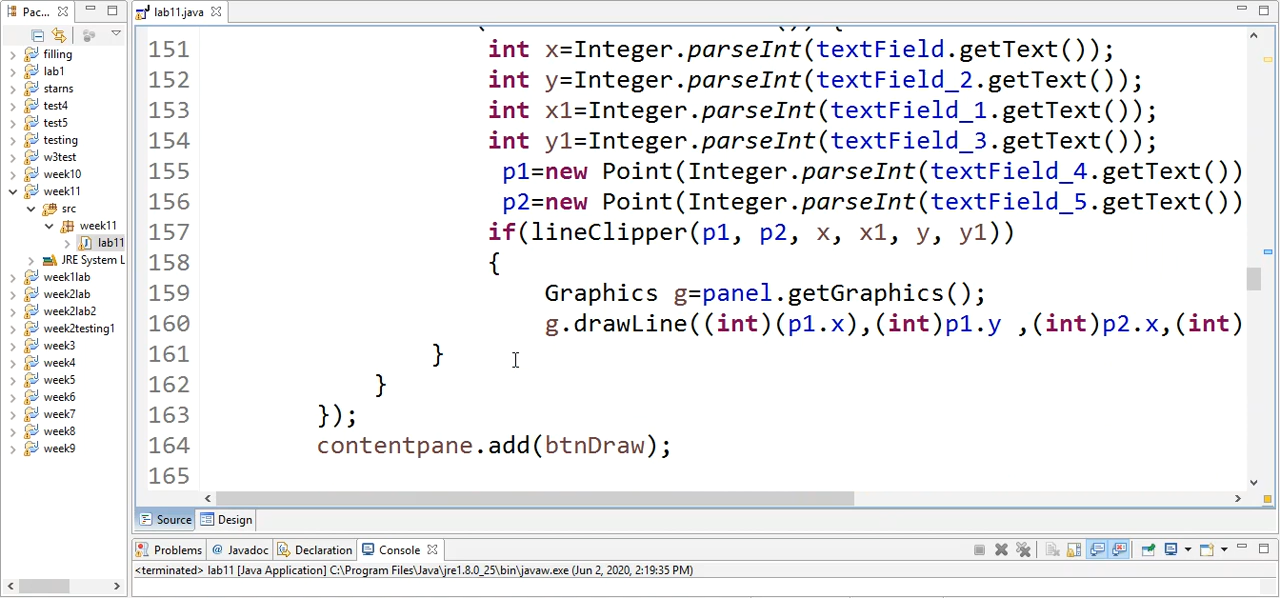 Pac...
lab11.java
filling
lab1
starns
test4
test5
testing
w3test
week10
week11
src
week11
lab11
JRE System L
week1lab
week2lab
week2lab2
week2testing1
week3
week4
week5
week6
week7
week8
week9
151 int x=Integer.parseInt(textField.getText());
152 int y=Integer.parseInt(textField_2.getText());
153 int x1=Integer.parseInt(textField_1.getText());
154 int y1=Integer.parseInt(textField_3.getText());
155 p1=new Point(Integer.parseInt(textField_4.getText())
156 p2=new Point(Integer.parseInt(textField_5.getText())
157 if(lineClipper(p1, p2, x, x1, y, y1))
158 {
159 Graphics g=panel.getGraphics();
160 g.drawLine((int)(p1.x),(int)p1.y ,(int)p2.x,(int)
161 }
162 }
163 });
164 contentpane.add(btnDraw);
165
Source Design
Problems @ Javadoc Declaration Console
<terminated> lab11 [Java Application] C:\Program Files\Java\jre1.8.0_25\bin\javaw.exe (Jun 2, 2020, 2:19:35 PM)